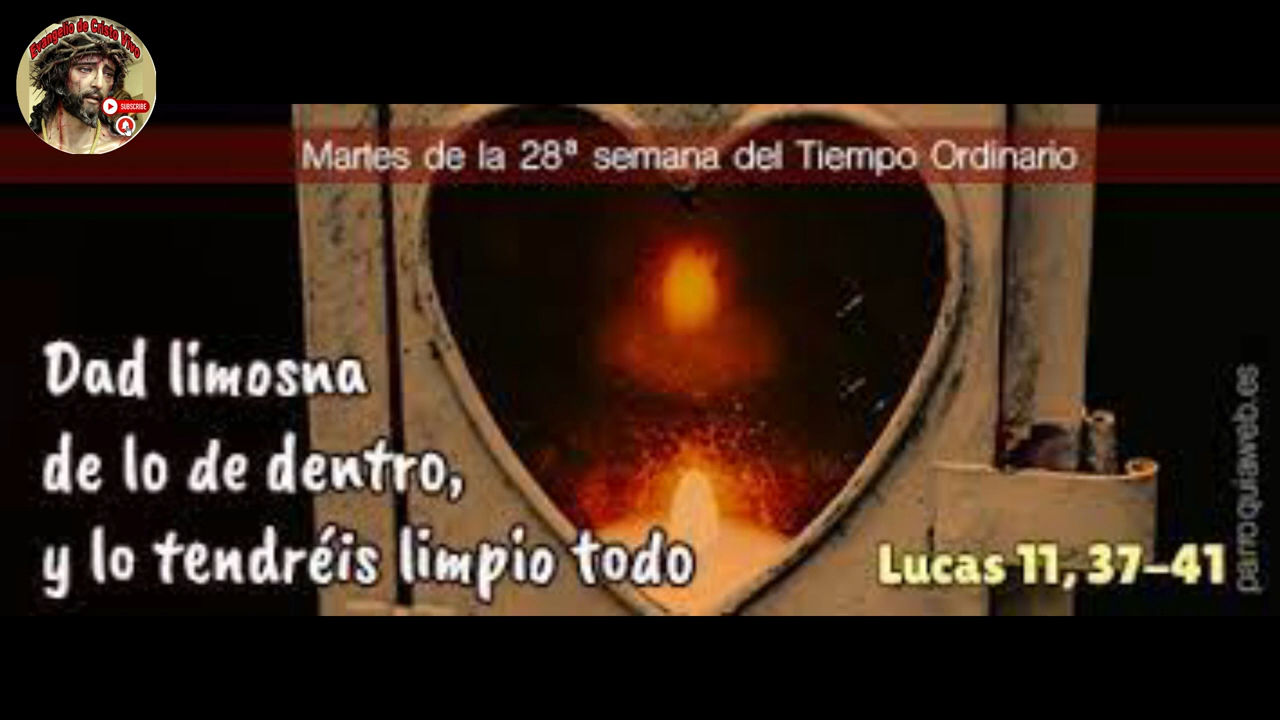 Evangelio de Cristo Vivo
SUBSCRIBE
Martes de la 28ª semana del Tiempo Ordinario
Dad limosna
de lo de dentro,
y lo tendréis limpio todo
Lucas 11, 37-41
parroquiaweb.es